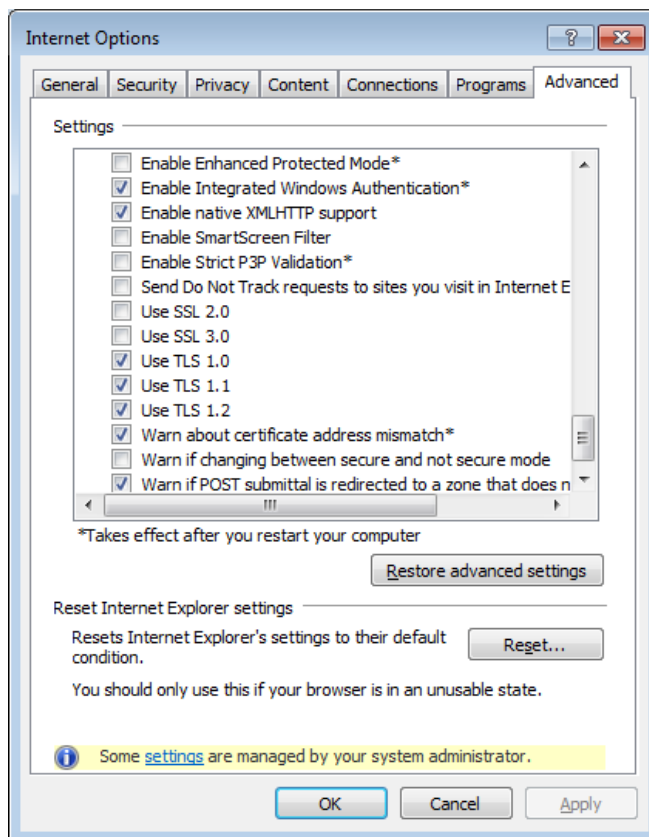 Internet Options
General Security Privacy Content Connections Programs Advanced
Settings
Enable Enhanced Protected Mode*
Enable Integrated Windows Authentication*
Enable native XMLHTTP support
Enable SmartScreen Filter
Enable Strict P3P Validation*
Send Do Not Track requests to sites you visit in Internet E
Use SSL 2.0
Use SSL 3.0
Use TLS 1.0
Use TLS 1.1
Use TLS 1.2
Warn about certificate address mismatch*
Warn if changing between secure and not secure mode
Warn if POST submittal is redirected to a zone that does n
*Takes effect after you restart your computer
Restore advanced settings
Reset Internet Explorer settings
Resets Internet Explorer's settings to their default
condition.
Reset...
You should only use this if your browser is in an unusable state.
Some settings are managed by your system administrator.
OK Cancel Apply